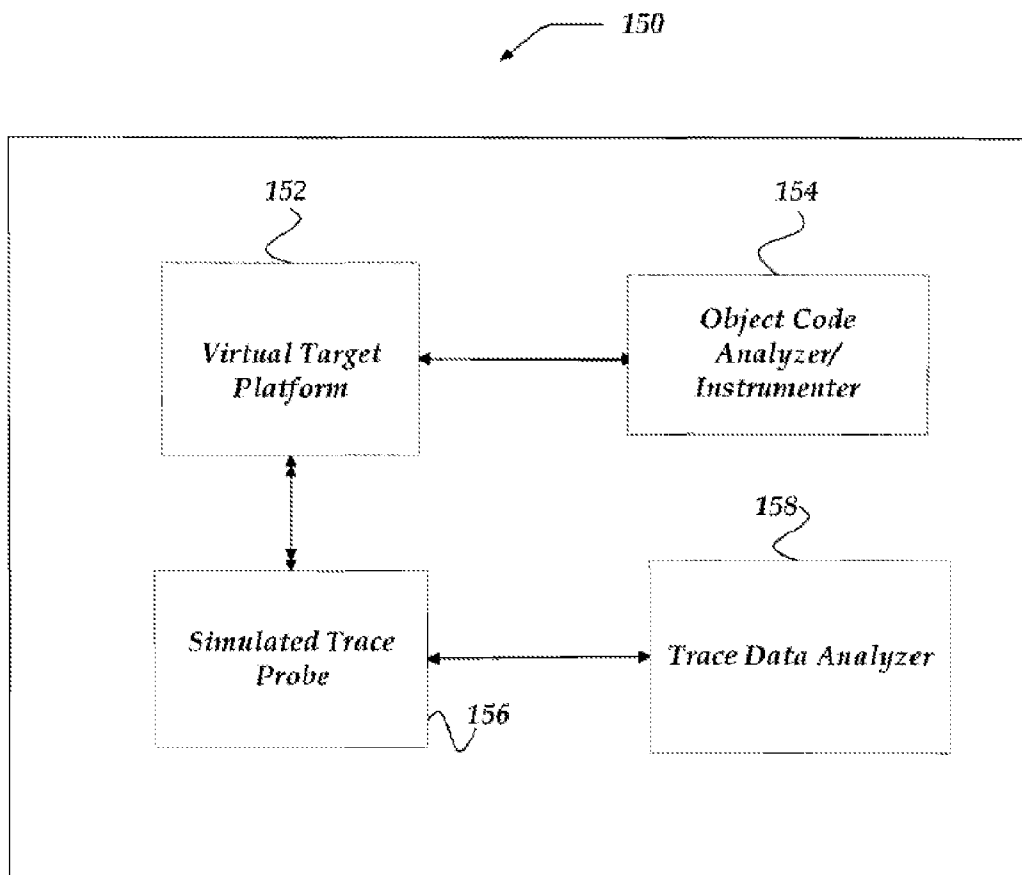 150
152
154
Virtual Target
Platform
Object Code
Analyzer/
Instrumenter
158
Simulated Trace
Probe
Trace Data Analyzer
156